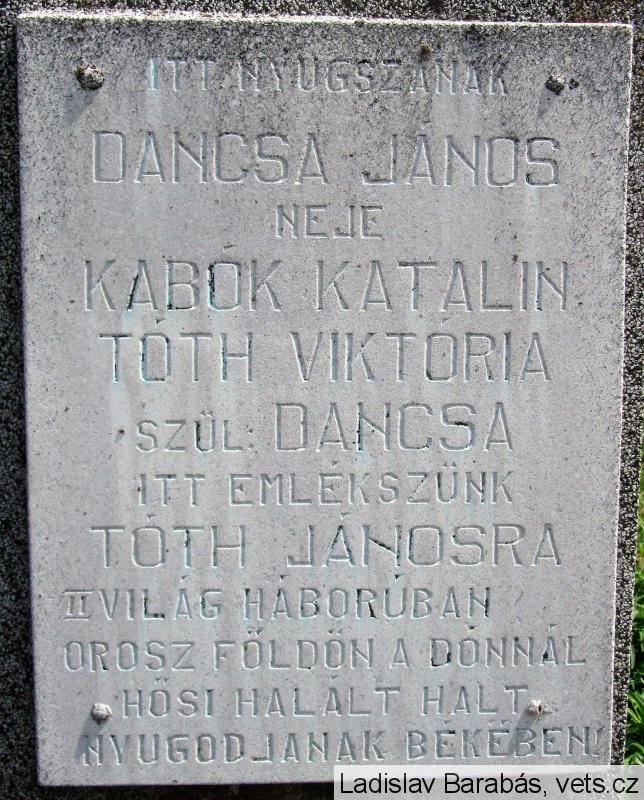 ITT NYUGSZANAK
DANCSA JÁNOS
NEJE
KABÓK KATALIN
TÓTH VIKTÓRIA
SZÜL. DANCSA
ITT EMLÉKSZÜNK
TÓTH JÁNOSRA
II VILÁG HÁBORÚBAN
OROSZ FÖLDÖN A DÓNNÁL
HŐSI HALÁLT HALT
NYUGODJANAK BÉKÉBEN!
Ladislav Barabás, vets.cz